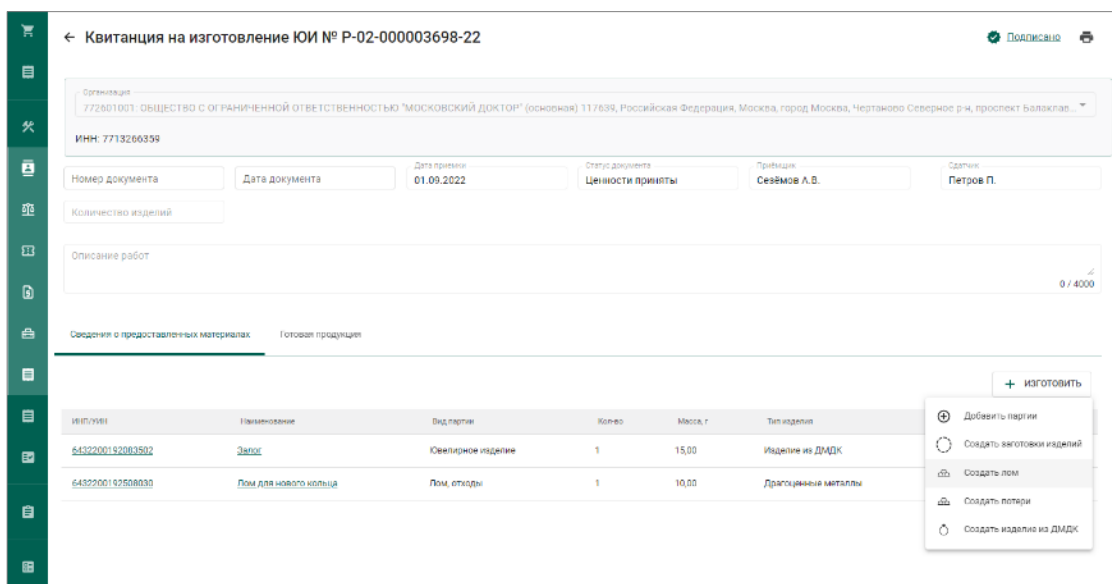 Квитанция на изготовление ЮИ № Р-02-000003698-22
Подписано
Организация
772601001: ОБЩЕСТВО С ОГРАНИЧЕННОЙ ОТВЕТСТВЕННОСТЬЮ "МОСКОВСКИЙ ДОКТОР" (основная) 117639, Российская Федерация, Москва, город Москва, Чертаново Северное р-н, проспект Балаклав...
ИНН: 7713266359
Номер документа
Дата документа
Дата приемки
01.09.2022
Статус документа
Ценности приняты
Приёмщик
Сезёмов А.В.
Сдатчик
Петров П.
Количество изделий
Описание работ
0 / 4000
Сведения о предоставленных материалах Готовая продукция
+ ИЗГОТОВИТЬ
ИНП/УИН Наименование Вид партии Кол-во Масса, г Тип изделия
6432200192083502 Залог Ювелирное изделие 1 15,00 Изделие из ДМДК
6432200192508030 Лом для нового кольца Лом, отходы 1 10,00 Драгоценные металлы
Добавить партии
Создать заготовки изделий
Создать лом
Создать потери
Создать изделие из ДМДК